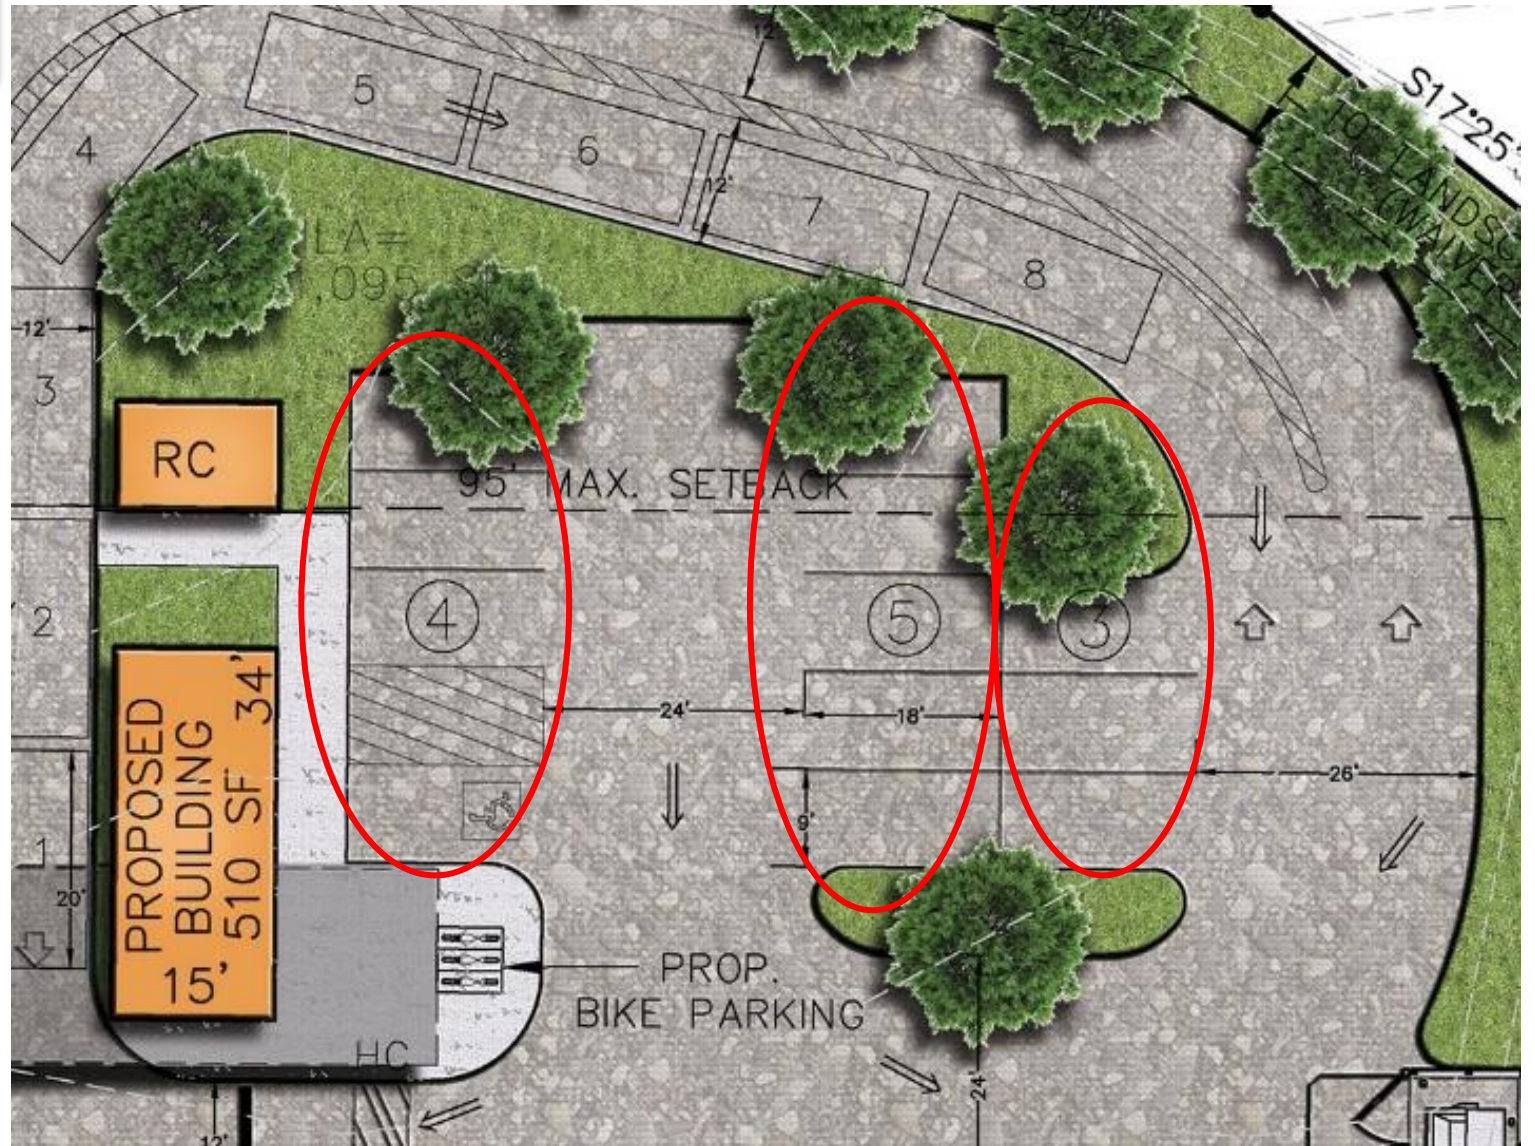 12'
S17°25'
5
4
6
12'
7
LANDSC
(WAIVER
LA=
,095
8
12'
3
RC
95' MAX. SETBACK
2
4
5
3
PROPOSED
BUILDING
510 SF
34'
15'
24'
18'
26'
9'
1
20'
PROP.
BIKE PARKING
HC
24'
12'